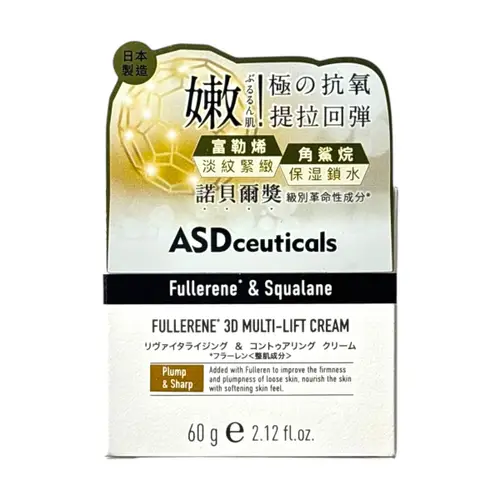 日本
製造
嫩!
ぷるるん肌
極の抗氧
提拉回彈
富勒烯
淡紋緊緻
角鯊烷
保湿鎖水
諾貝爾獎 級別革命性成分*
ASDceuticals
Fullerene* & Squalane
FULLERENE* 3D MULTI-LIFT CREAM
リヴァイタライジング & コントゥアリング クリーム
*フラーレン<整肌成分>
Plump
& Sharp
Added with Fulleren to improve the firmness
and plumpness of loose skin, nourish the skin
with softening skin feel.
60 g e 2.12 fl.oz.